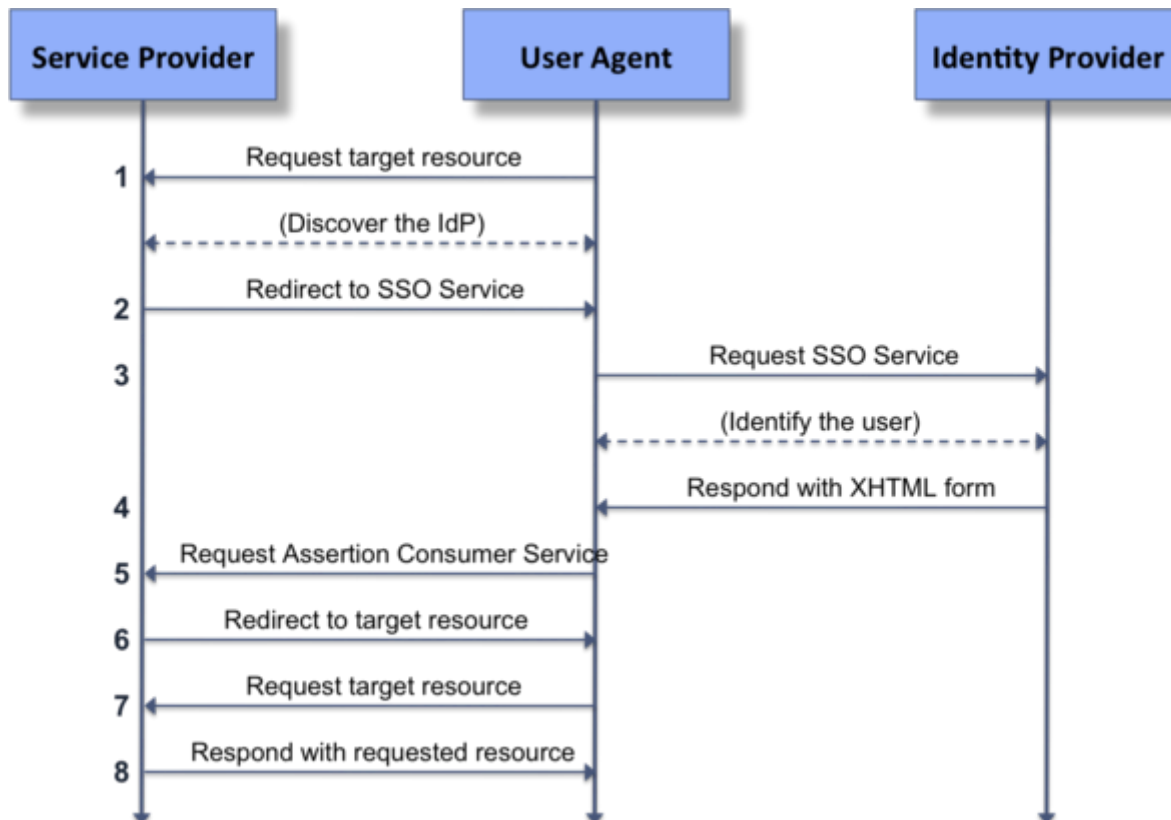 Service Provider
User Agent
Identity Provider
Request target resource
1
(Discover the IdP)
Redirect to SSO Service
2
Request SSO Service
3
(Identify the user)
Respond with XHTML form
4
Request Assertion Consumer Service
5
Redirect to target resource
6
Request target resource
7
Respond with requested resource
8